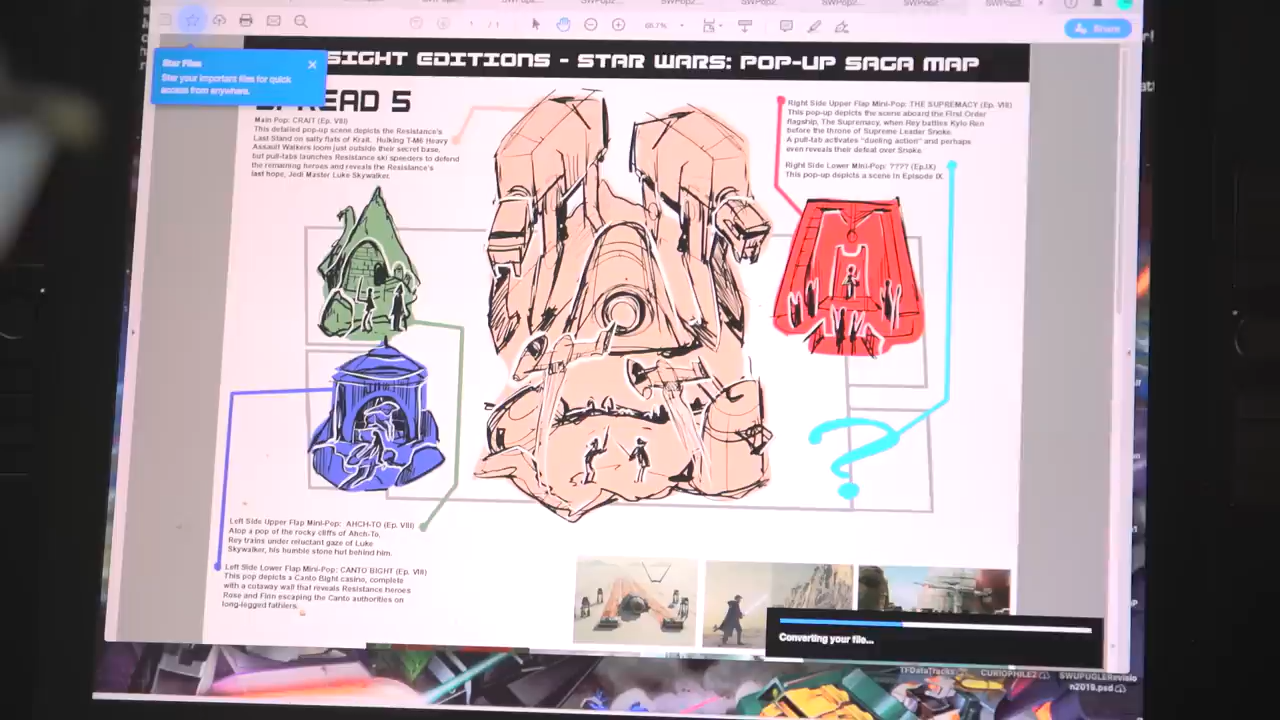 1 / 1
66.7%
Share
Star Files
Star your important files for quick
access from anywhere.
SIGHT EDITIONS - STAR WARS: POP-UP SAGA MAP
SPREAD 5
Main Pop: CRAIT (Ep. VIII)
This detailed pop-up scene depicts the Resistance's
Last Stand on salty flats of Krait. Hulking T-M6 Heavy
Assault Walkers loom just outside their secret base,
but pull-tabs launches Resistance ski speeders to defend
the remaining heroes and reveals the Resistance's
last hope, Jedi Master Luke Skywalker.
Right Side Upper Flap Mini-Pop: THE SUPREMACY (Ep. VIII)
This pop-up depicts the scene aboard the First Order
flagship, The Supremacy, when Rey battles Kylo Ren
before the throne of Supreme Leader Snoke.
A pull-tab activates "dueling action" and perhaps
even reveals their defeat over Snoke.
Right Side Lower Mini-Pop: ???? (Ep.IX)
This pop-up depicts a scene in Episode IX.
?
Left Side Upper Flap Mini-Pop: AHCH-TO (Ep. VIII)
Atop a pop of the rocky cliffs of Ahch-To,
Rey trains under reluctant gaze of Luke
Skywalker, his humble stone hut behind him.
Left Side Lower Flap Mini-Pop: CANTO BIGHT (Ep. VIII)
This pop depicts a Canto Bight casino, complete
with a cutaway wall that reveals Resistance heroes
Rose and Finn escaping the Canto authorities on
long-legged fathiers.
Converting your file...
TFDataTracks
CURIOPHILE2
SWUPUGLERevisio
n2019.psd